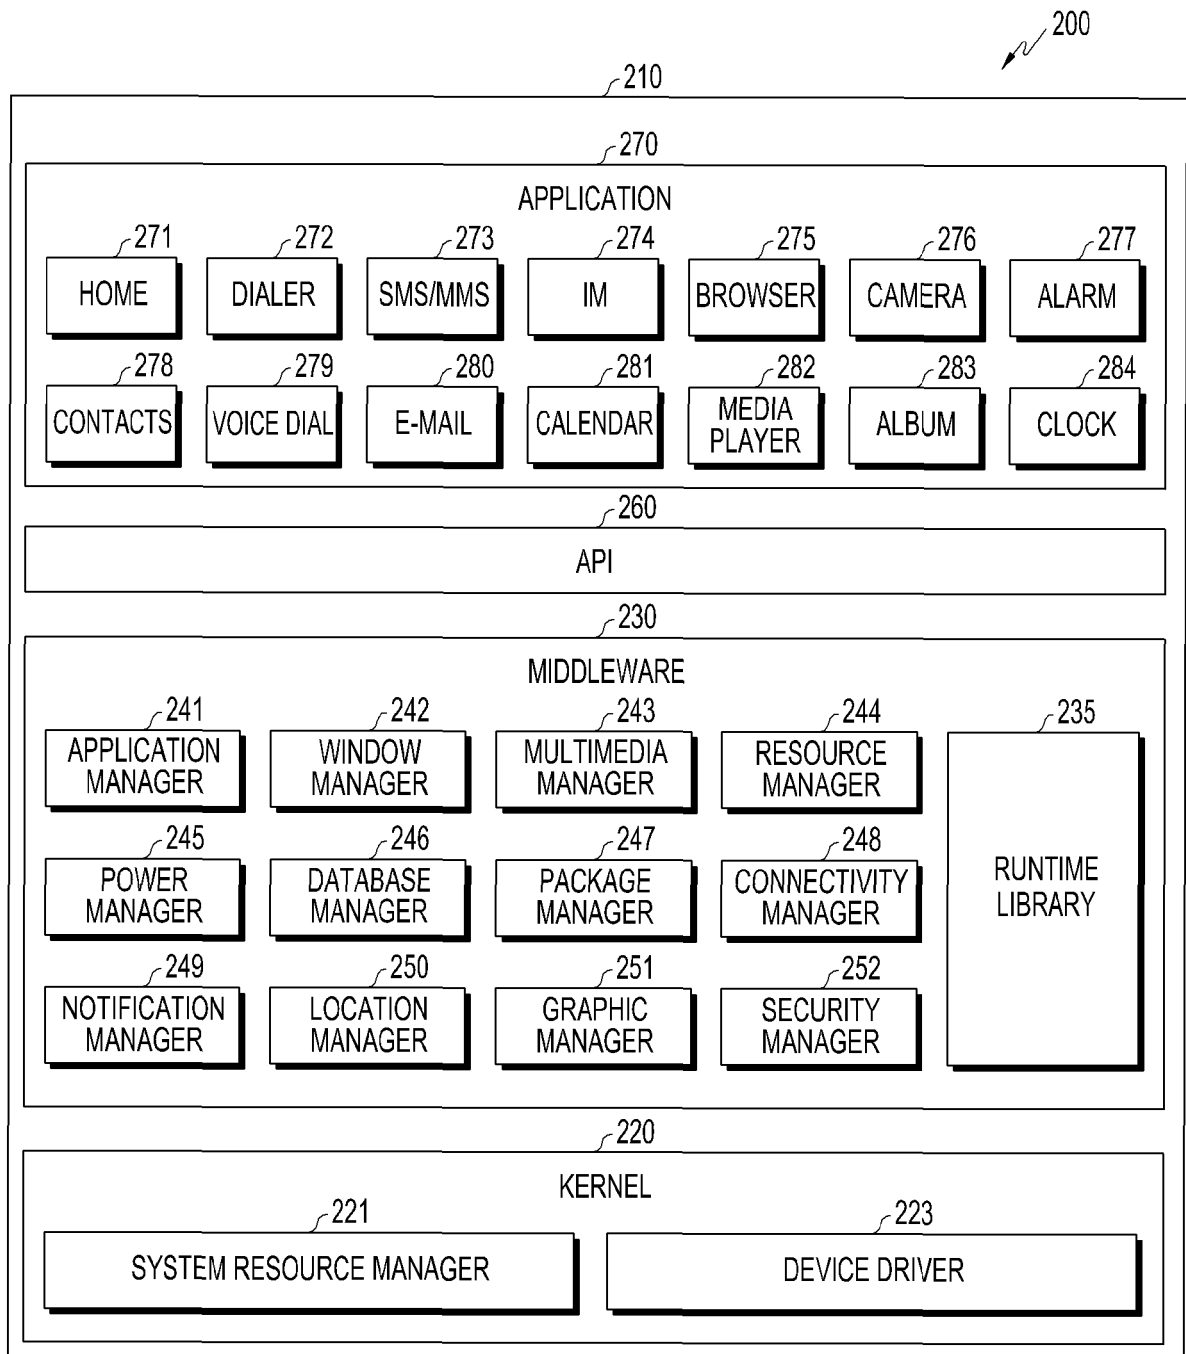 200
210
270
APPLICATION
271 272 273 274 275 276 277
HOME DIALER SMS/MMS IM BROWSER CAMERA ALARM
278 279 280 281 282 283 284
CONTACTS VOICE DIAL E-MAIL CALENDAR MEDIA PLAYER ALBUM CLOCK
260
API
230
MIDDLEWARE
241 242 243 244 235
APPLICATION MANAGER WINDOW MANAGER MULTIMEDIA MANAGER RESOURCE MANAGER
245 246 247 248
POWER MANAGER DATABASE MANAGER PACKAGE MANAGER CONNECTIVITY MANAGER RUNTIME LIBRARY
249 250 251 252
NOTIFICATION MANAGER LOCATION MANAGER GRAPHIC MANAGER SECURITY MANAGER
220
KERNEL
221 223
SYSTEM RESOURCE MANAGER DEVICE DRIVER